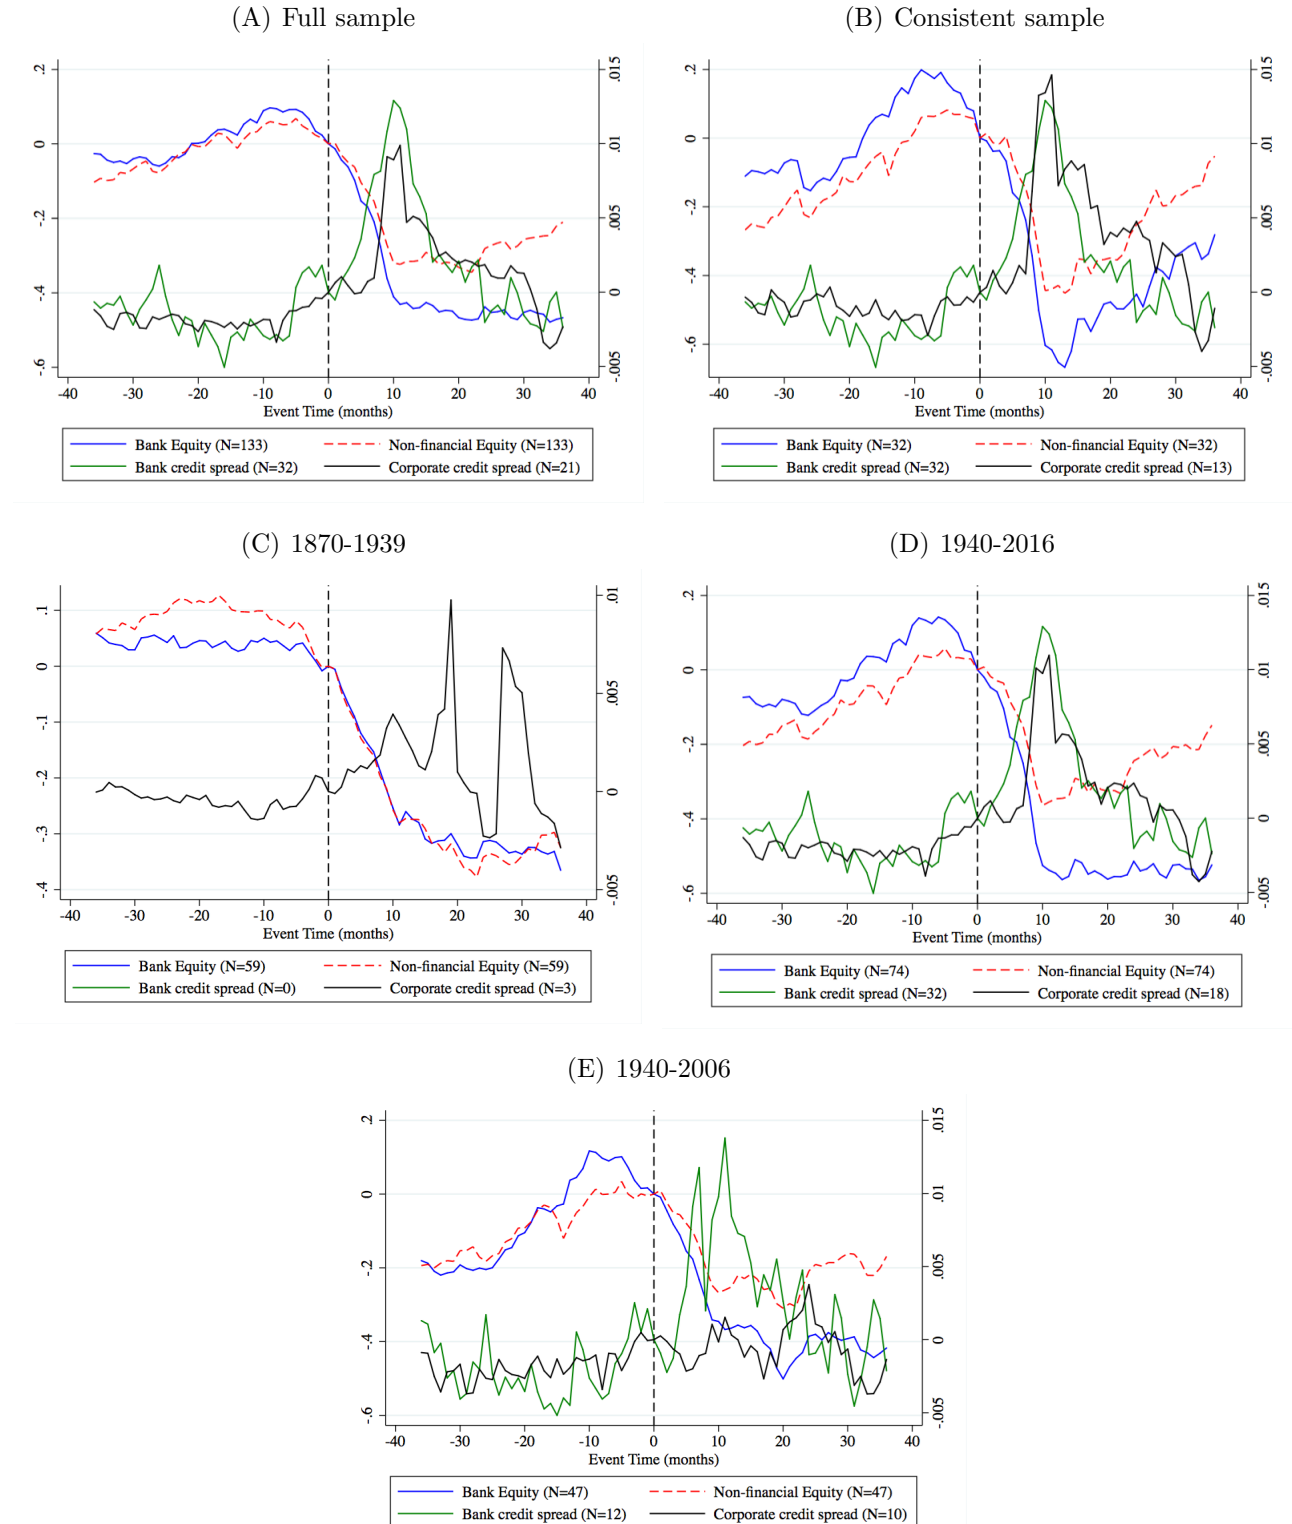 (A) Full sample
.2
0
-.2
-.4
-.6
.015
.01
.005
0
-.005
-40 -30 -20 -10 0 10 20 30 40
Event Time (months)
Bank Equity (N=133) Non-financial Equity (N=133)
Bank credit spread (N=32) Corporate credit spread (N=21)
(B) Consistent sample
.2
0
-.2
-.4
-.6
.015
.01
.005
0
-.005
-40 -30 -20 -10 0 10 20 30 40
Event Time (months)
Bank Equity (N=32) Non-financial Equity (N=32)
Bank credit spread (N=32) Corporate credit spread (N=13)
(C) 1870-1939
.1
0
-.1
-.2
-.3
-.4
.01
.005
0
-.005
-40 -30 -20 -10 0 10 20 30 40
Event Time (months)
Bank Equity (N=59) Non-financial Equity (N=59)
Bank credit spread (N=0) Corporate credit spread (N=3)
(D) 1940-2016
.2
0
-.2
-.4
-.6
.015
.01
.005
0
-.005
-40 -30 -20 -10 0 10 20 30 40
Event Time (months)
Bank Equity (N=74) Non-financial Equity (N=74)
Bank credit spread (N=32) Corporate credit spread (N=18)
(E) 1940-2006
.2
0
-.2
-.4
-.6
.015
.01
.005
0
-.005
-40 -30 -20 -10 0 10 20 30 40
Event Time (months)
Bank Equity (N=47) Non-financial Equity (N=47)
Bank credit spread (N=12) Corporate credit spread (N=10)